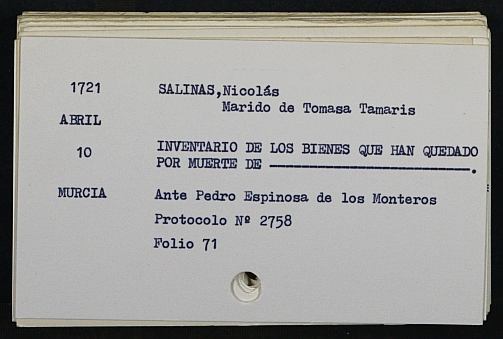 1721 SALINAS,Nicolás
Marido de Tomasa Tamaris
ABRIL
10 INVENTARIO DE LOS BIENES QUE HAN QUEDADO
POR MUERTE DE ————————————.
MURCIA Ante Pedro Espinosa de los Monteros
Protocolo Nº 2758
Folio 71